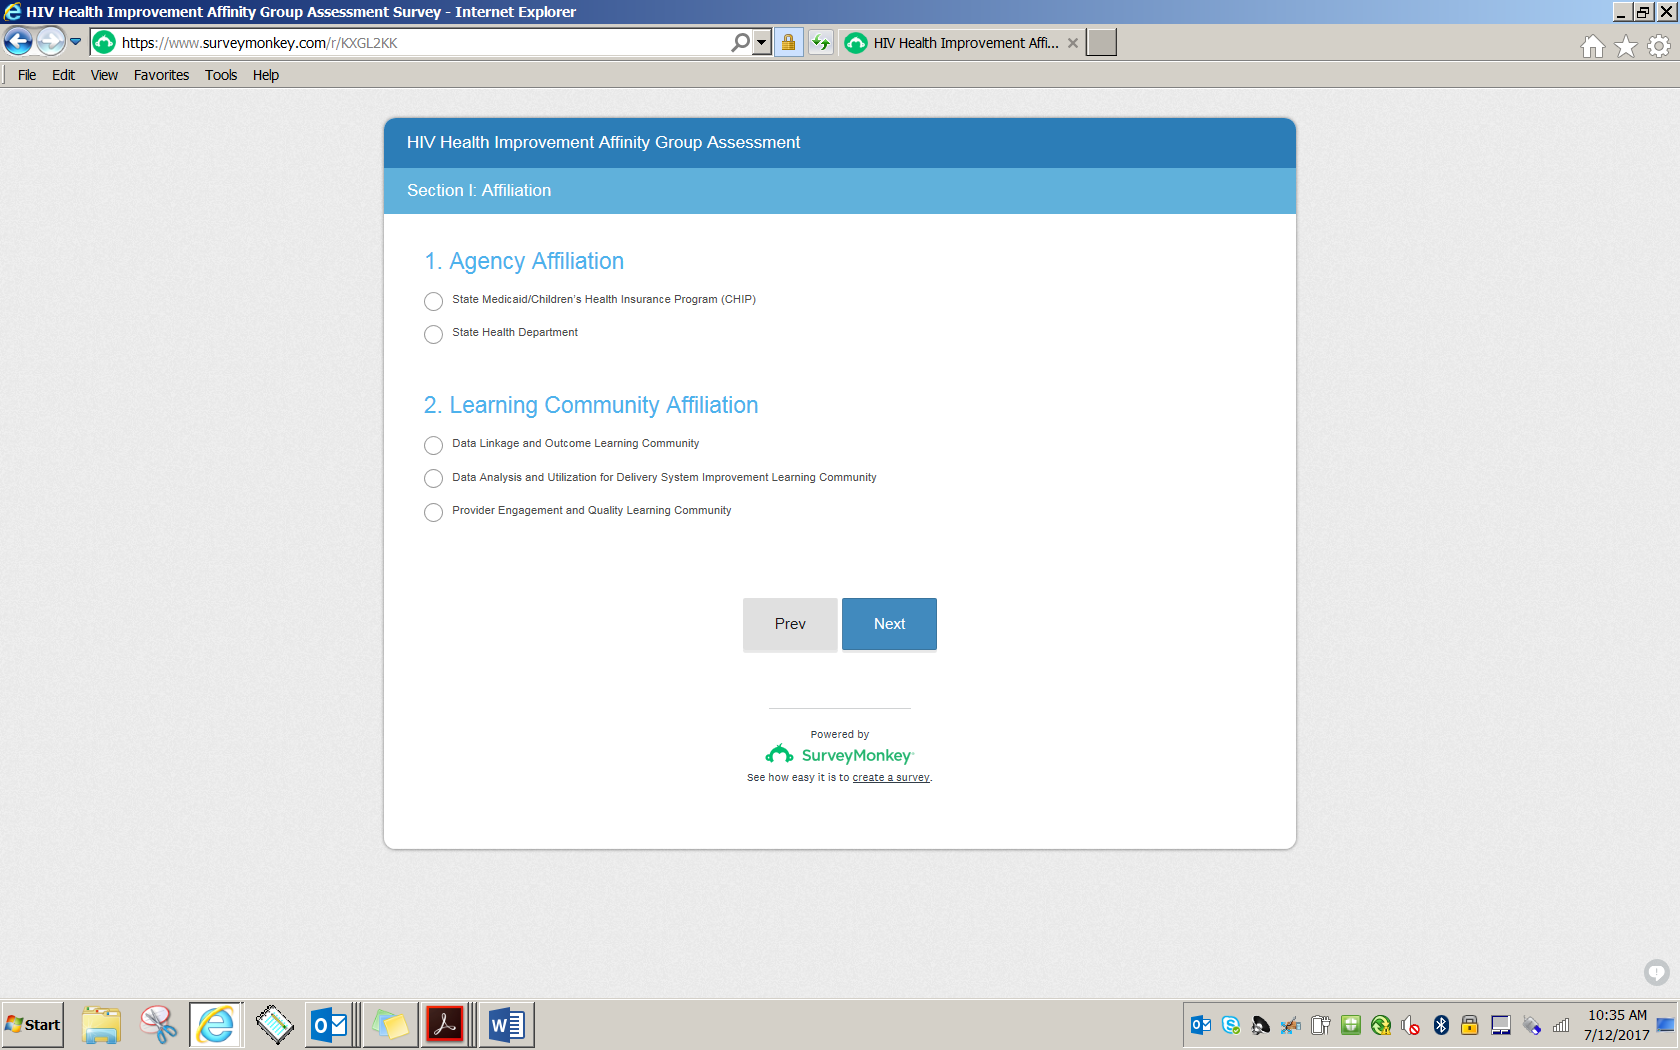 HIV Health Improvement Affinity Group Assessment Survey - Internet Explorer
https://www.surveymonkey.com/r/KXGL2KK
HIV Health Improvement Affi...
File Edit View Favorites Tools Help
HIV Health Improvement Affinity Group Assessment
Section I: Affiliation
1. Agency Affiliation
State Medicaid/Children's Health Insurance Program (CHIP)
State Health Department
2. Learning Community Affiliation
Data Linkage and Outcome Learning Community
Data Analysis and Utilization for Delivery System Improvement Learning Community
Provider Engagement and Quality Learning Community
Prev Next
Powered by
SurveyMonkey
See how easy it is to create a survey.
Start
10:35 AM
7/12/2017